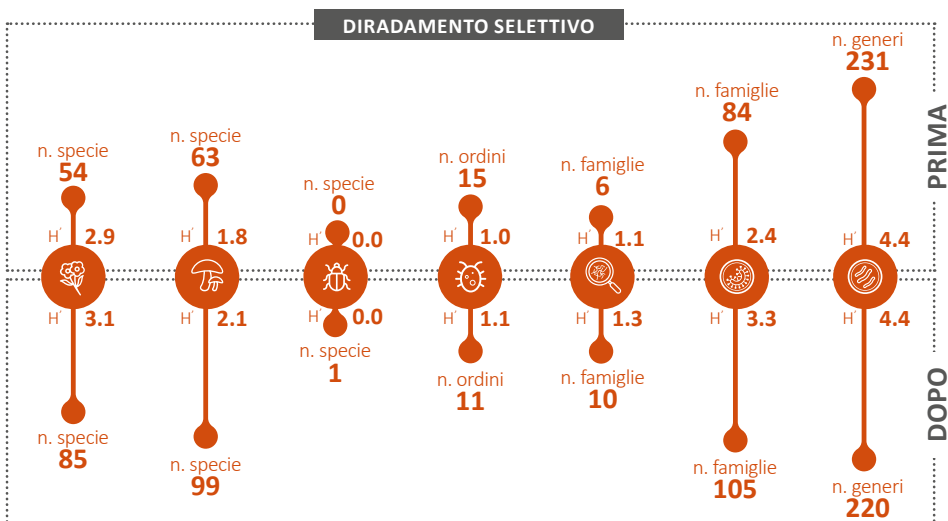 DIRADAMENTO SELETTIVO
PRIMA
n. specie
54
H´ 2.9
n. specie
63
H´ 1.8
n. specie
0
H´ 0.0
n. ordini
15
H´ 1.0
n. famiglie
6
H´ 1.1
n. famiglie
84
H´ 2.4
n. generi
231
H´ 4.4
DOPO
H´ 3.1
n. specie
85
H´ 2.1
n. specie
99
H´ 0.0
n. specie
1
H´ 1.1
n. ordini
11
H´ 1.3
n. famiglie
10
H´ 3.3
n. famiglie
105
H´ 4.4
n. generi
220